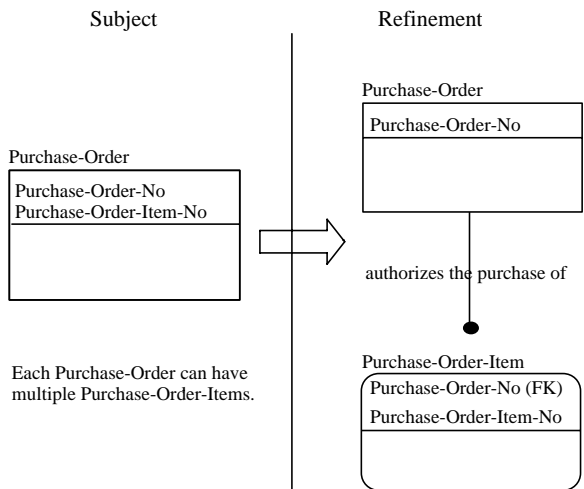 Subject
Purchase-Order
Purchase-Order-No
Purchase-Order-Item-No
Each Purchase-Order can have
multiple Purchase-Order-Items.
Refinement
Purchase-Order
Purchase-Order-No
authorizes the purchase of
Purchase-Order-Item
Purchase-Order-No (FK)
Purchase-Order-Item-No